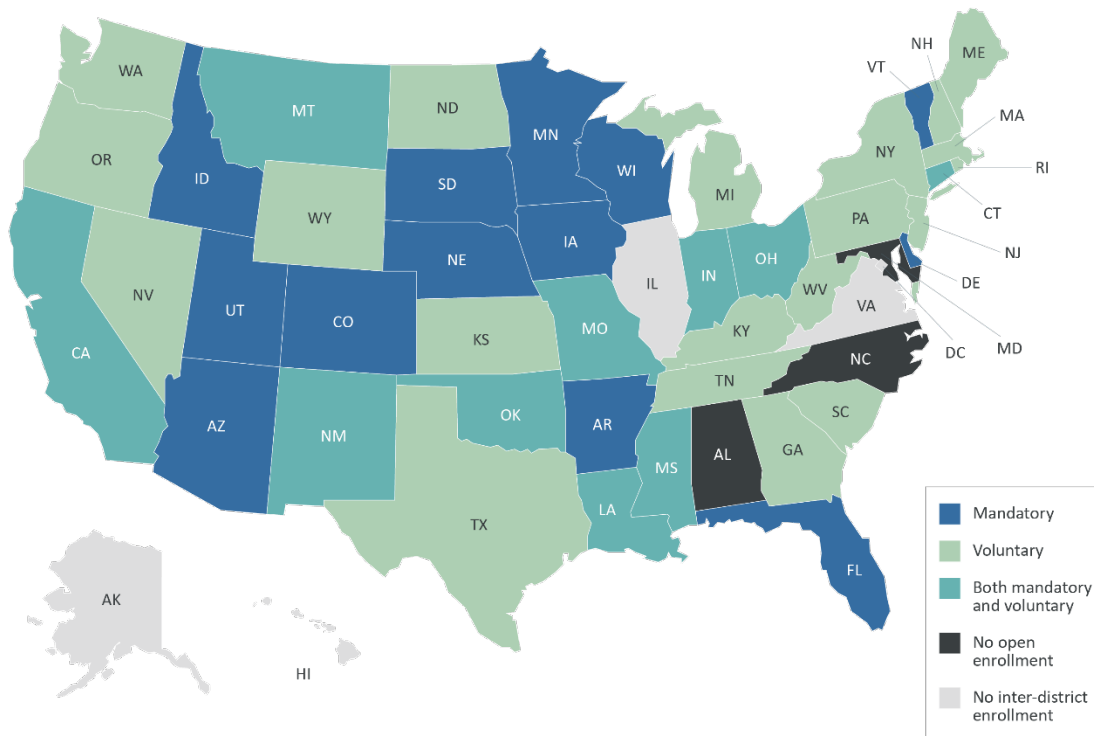 WA
OR
CA
NV
ID
MT
WY
UT
CO
AZ
NM
ND
SD
NE
KS
OK
TX
MN
IA
MO
AR
LA
WI
IL
MS
MI
IN
OH
KY
TN
AL
GA
FL
SC
NC
VA
WV
PA
NY
VT
NH
ME
MA
RI
CT
NJ
DE
MD
DC
AK
HI
Mandatory
Voluntary
Both mandatory
and voluntary
No open
enrollment
No inter-district
enrollment